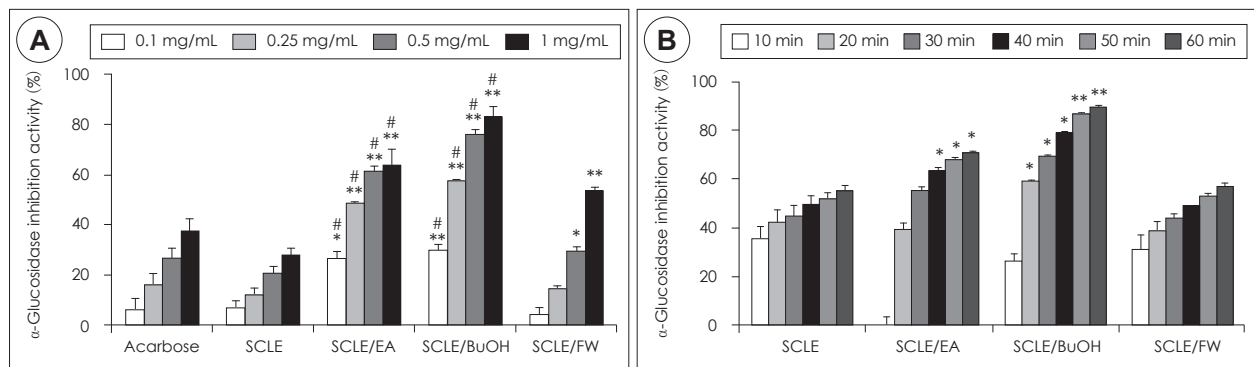 A
0.1 mg/mL 0.25 mg/mL 0.5 mg/mL 1 mg/mL
α-Glucosidase inhibition activity (%)
100
80
60
40
20
0
# * # ** # ** # ** # ** # ** # ** # ** * **
Acarbose SCLE SCLE/EA SCLE/BuOH SCLE/FW
B
10 min 20 min 30 min 40 min 50 min 60 min
α-Glucosidase inhibition activity (%)
100
80
60
40
20
0
* * * * * * ** **
SCLE SCLE/EA SCLE/BuOH SCLE/FW